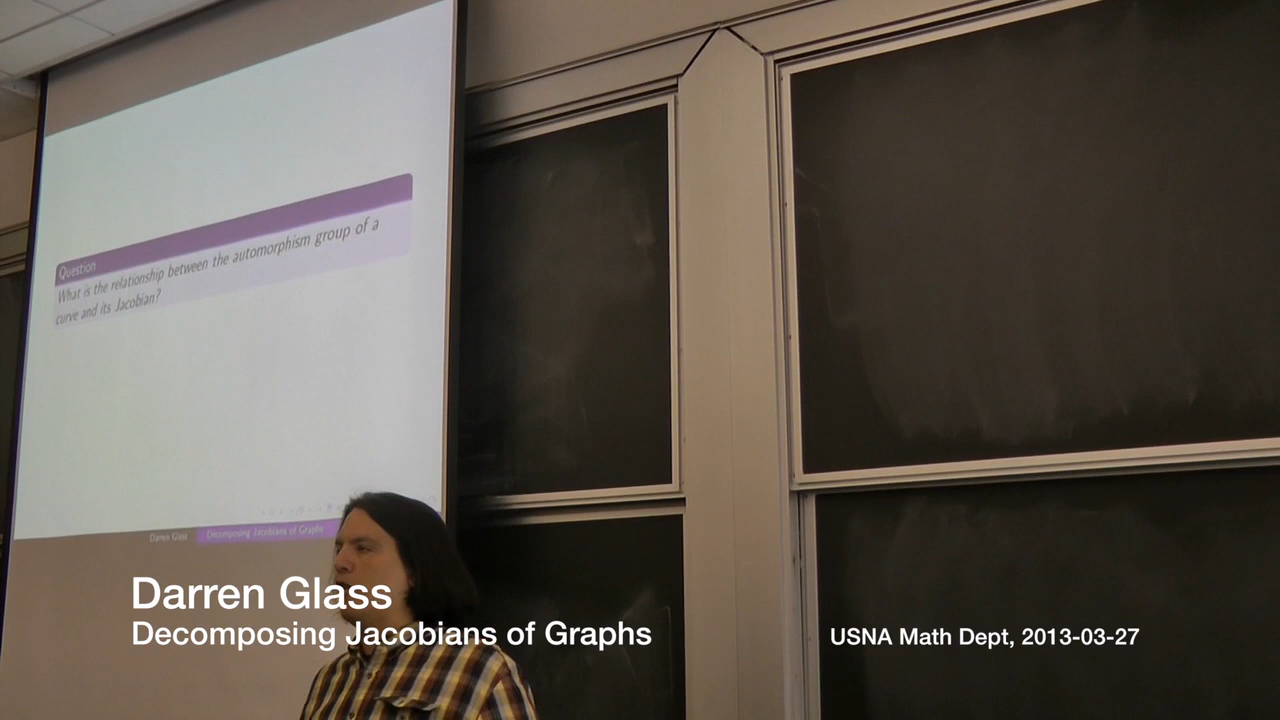 Question
What is the relationship between the automorphism group of a
curve and its Jacobian?
Darren Glass
Decomposing Jacobians of Graphs
Darren Glass
Decomposing Jacobians of Graphs
USNA Math Dept, 2013-03-27